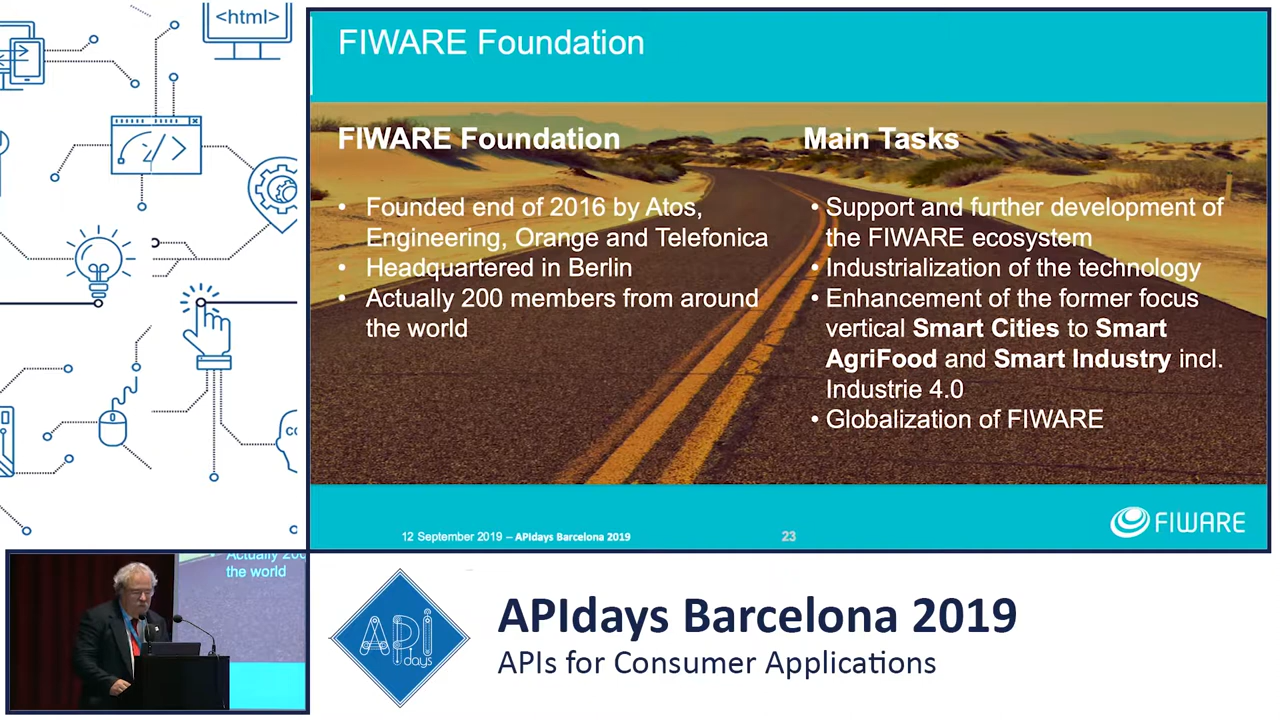 <html>
FIWARE Foundation
FIWARE Foundation
• Founded end of 2016 by Atos,
Engineering, Orange and Telefonica
• Headquartered in Berlin
• Actually 200 members from around
the world
Main Tasks
• Support and further development of
the FIWARE ecosystem
• Industrialization of the technology
• Enhancement of the former focus
vertical Smart Cities to Smart
AgriFood and Smart Industry incl.
Industrie 4.0
• Globalization of FIWARE
12 September 2019 – APIdays Barcelona 2019
23
FIWARE
the world
API
days
APIdays Barcelona 2019
APIs for Consumer Applications